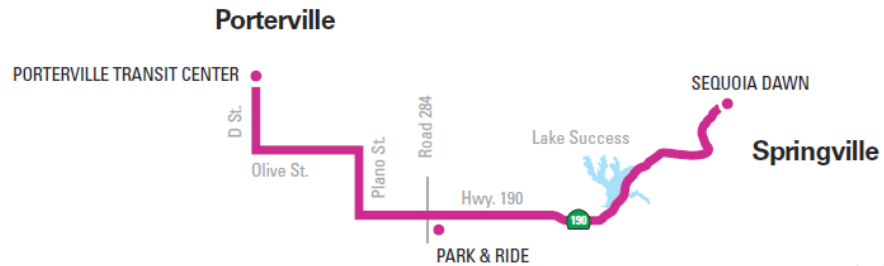 Porterville
PORTERVILLE TRANSIT CENTER
D St.
Olive St.
Plano St.
Road 284
Hwy. 190
PARK & RIDE
190
Lake Success
SEQUOIA DAWN
Springville